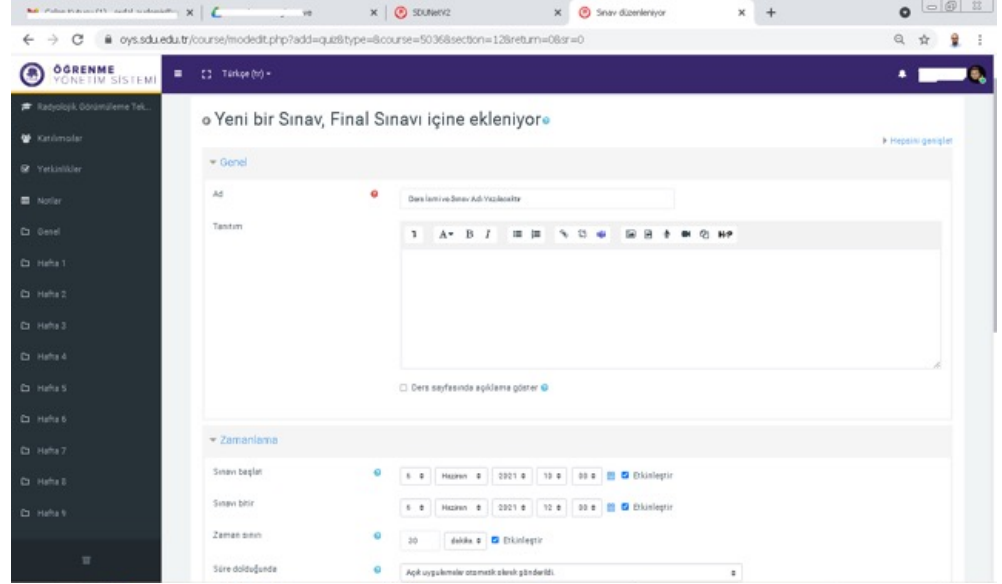 SDUNetV2
Sınav düzenleniyor
oys.sdu.edu.tr/course/modedit.php?add=quiz&type=&course=5036&section=12&return=0&sr=0
ÖĞRENME
YÖNETİM SİSTEMİ
Türkçe (tr)
Radyolojik Görüntüleme Tek...
Katılımcılar
Yetkinlikler
Notlar
Genel
Hafta 1
Hafta 2
Hafta 3
Hafta 4
Hafta 5
Hafta 6
Hafta 7
Hafta 8
Hafta 9
Yeni bir Sınav, Final Sınavı içine ekleniyor
Hepsini genişlet
Genel
Ad
Ders İsmi ve Sınav Adı Yazılacaktır
Tanıtım
A B I
H-P
Ders sayfasında açıklama göster
Zamanlama
Sınavı başlat
Haziran 2021 10 00 Etkinleştir
Sınavı bitir
Haziran 2021 12 00 Etkinleştir
Zaman sınırı
dakika Etkinleştir
Süre dolduğunda
Açık uygulamalar otomatik olarak gönderildi.